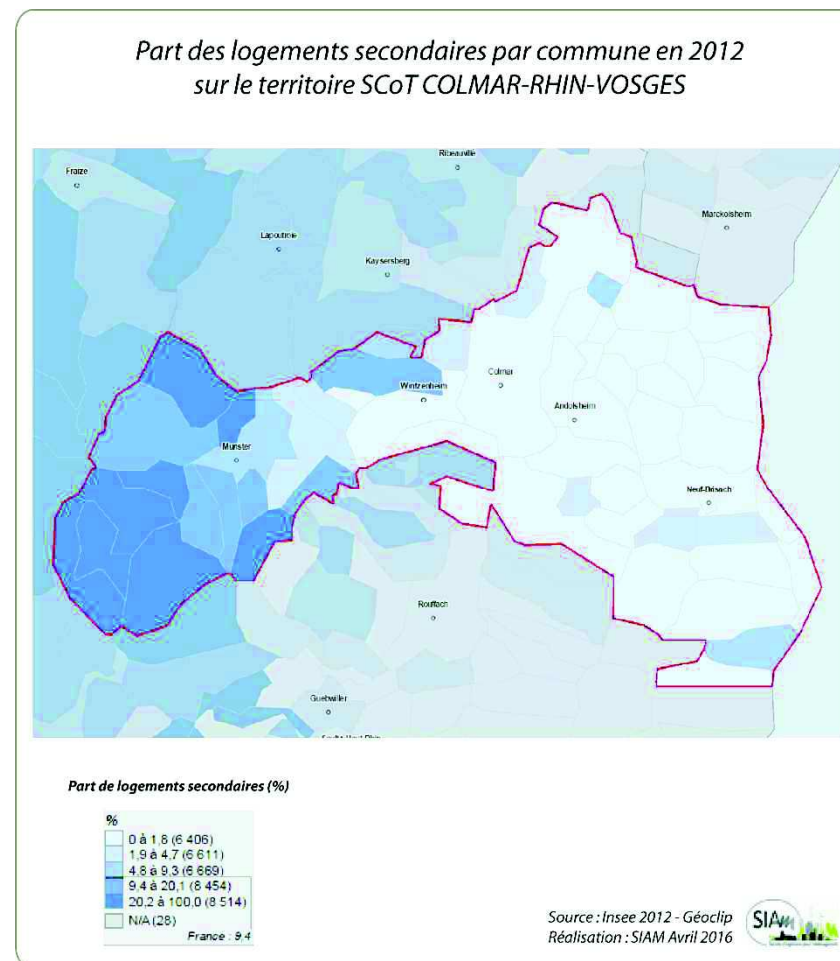 Part des logements secondaires par commune en 2012
sur le territoire SCoT COLMAR-RHIN-VOSGES
Ribeauvillé
Fraize
Marckolsheim
Lapoutroie
Kaysersberg
Colmar
Wintzenheim
Andolsheim
Munster
Neuf-Brisach
Rouffach
Guebwiller
Part de logements secondaires (%)
%
0 à 1,8 (6 406)
1,9 à 4,7 (6 611)
4,8 à 9,3 (6 669)
9,4 à 20,1 (8 454)
20,2 à 100,0 (8 514)
N/A (28)
France : 9,4
Source : Insee 2012 - Géoclip
Réalisation : SIAM Avril 2016
SIAm